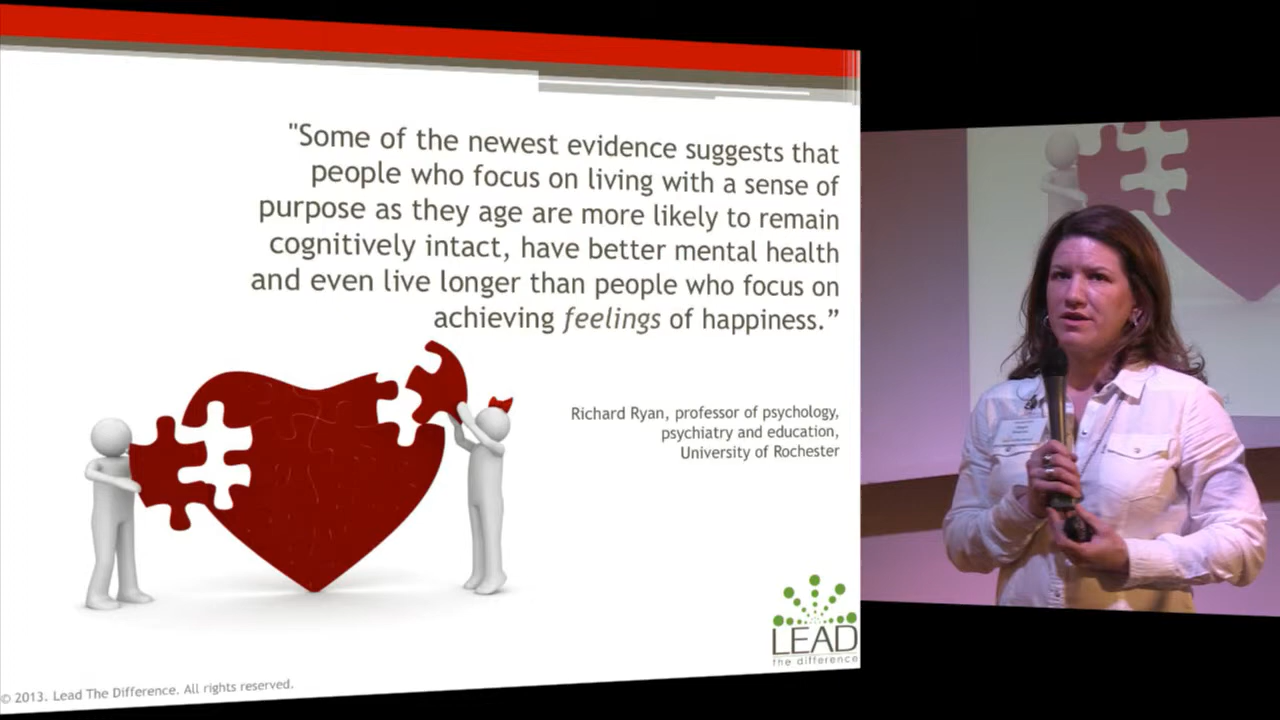 "Some of the newest evidence suggests that
people who focus on living with a sense of
purpose as they age are more likely to remain
cognitively intact, have better mental health
and even live longer than people who focus on
achieving feelings of happiness.”
Richard Ryan, professor of psychology,
psychiatry and education,
University of Rochester
LEAD
the difference
© 2013. Lead The Difference. All rights reserved.